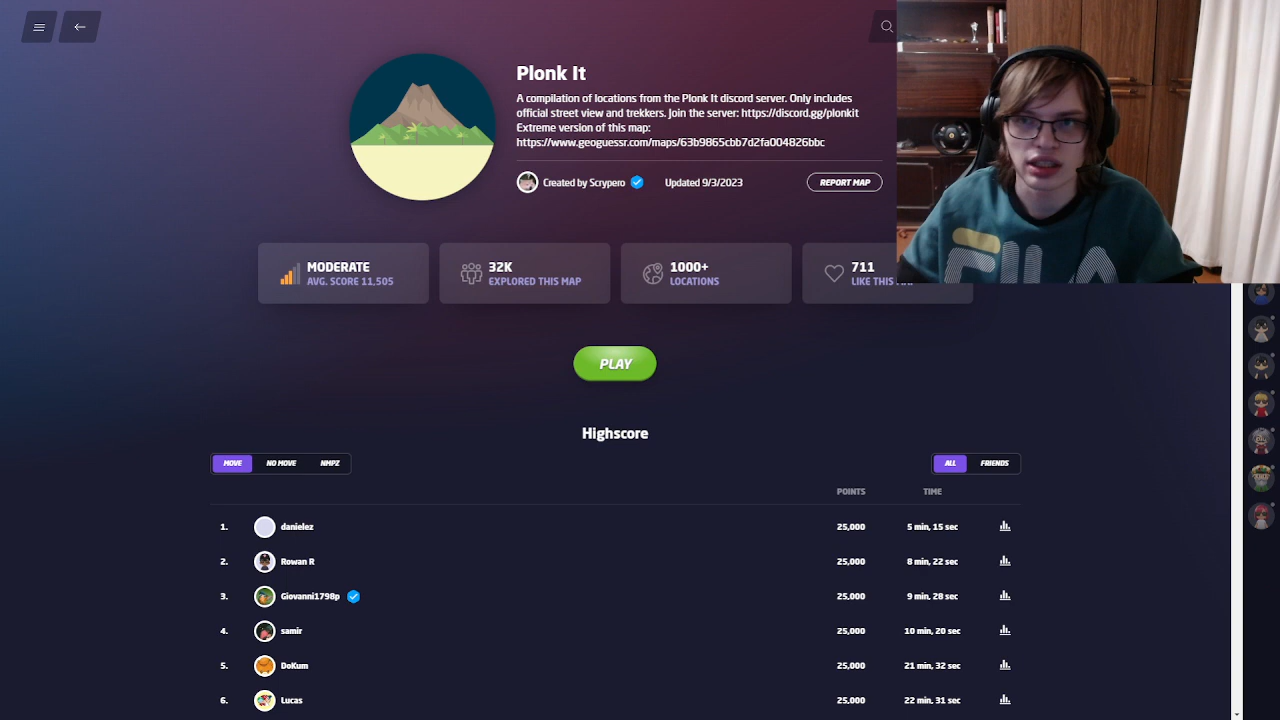 Plonk It
A compilation of locations from the Plonk It discord server. Only includes
official street view and trekkers. Join the server: https://discord.gg/plonkit
Extreme version of this map:
https://www.geoguessr.com/maps/63b9865cbb7d2fa004826bbc
Created by Scrypero Updated 9/3/2023 REPORT MAP
FILA
MODERATE
AVG. SCORE 11,505
32K
EXPLORED THIS MAP
1000+
LOCATIONS
711
LIKE THIS
PLAY
Highscore
MOVE NO MOVE NMPZ ALL FRIENDS
POINTS TIME
1. danielez 25,000 5 min, 15 sec
2. Rowan R 25,000 8 min, 22 sec
3. Giovanni1798p 25,000 9 min, 28 sec
4. samir 25,000 10 min, 20 sec
5. DoKum 25,000 21 min, 32 sec
6. Lucas 25,000 22 min, 31 sec